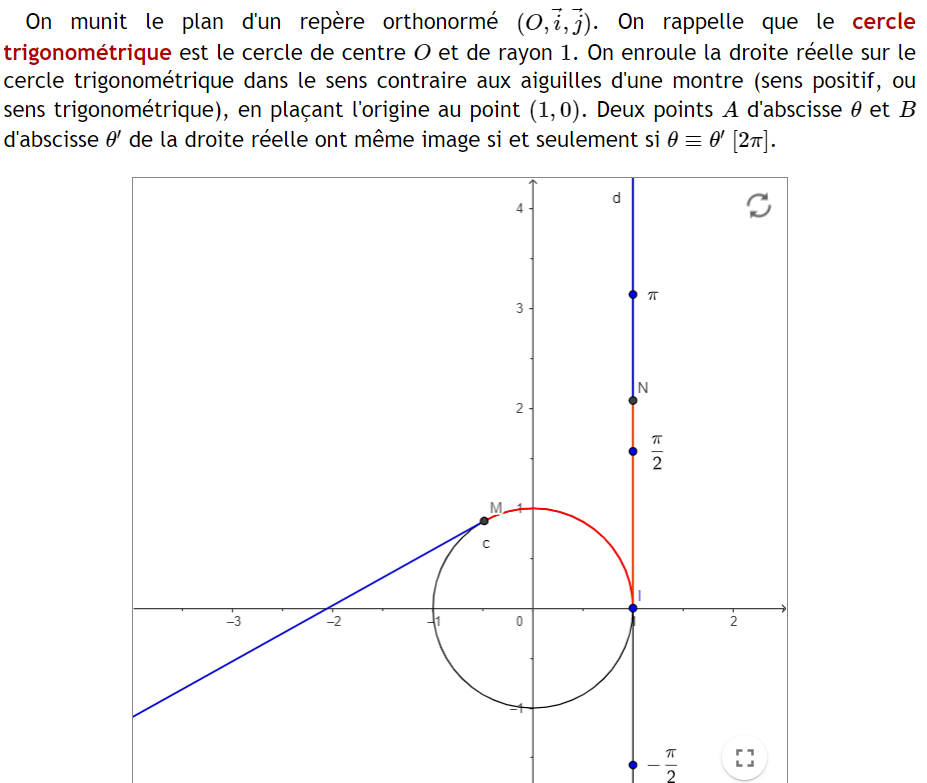 On munit le plan d'un repère orthonormé (O, i⃗, j⃗). On rappelle que le cercle
trigonométrique est le cercle de centre O et de rayon 1. On enroule la droite réelle sur le
cercle trigonométrique dans le sens contraire aux aiguilles d'une montre (sens positif, ou
sens trigonométrique), en plaçant l'origine au point (1, 0). Deux points A d'abscisse θ et B
d'abscisse θ′ de la droite réelle ont même image si et seulement si θ ≡ θ′ [2π].
d
4
π
3
N
2
π/2
M 1
c
I
−3 −2 −1 0 1 2
−1
−π/2